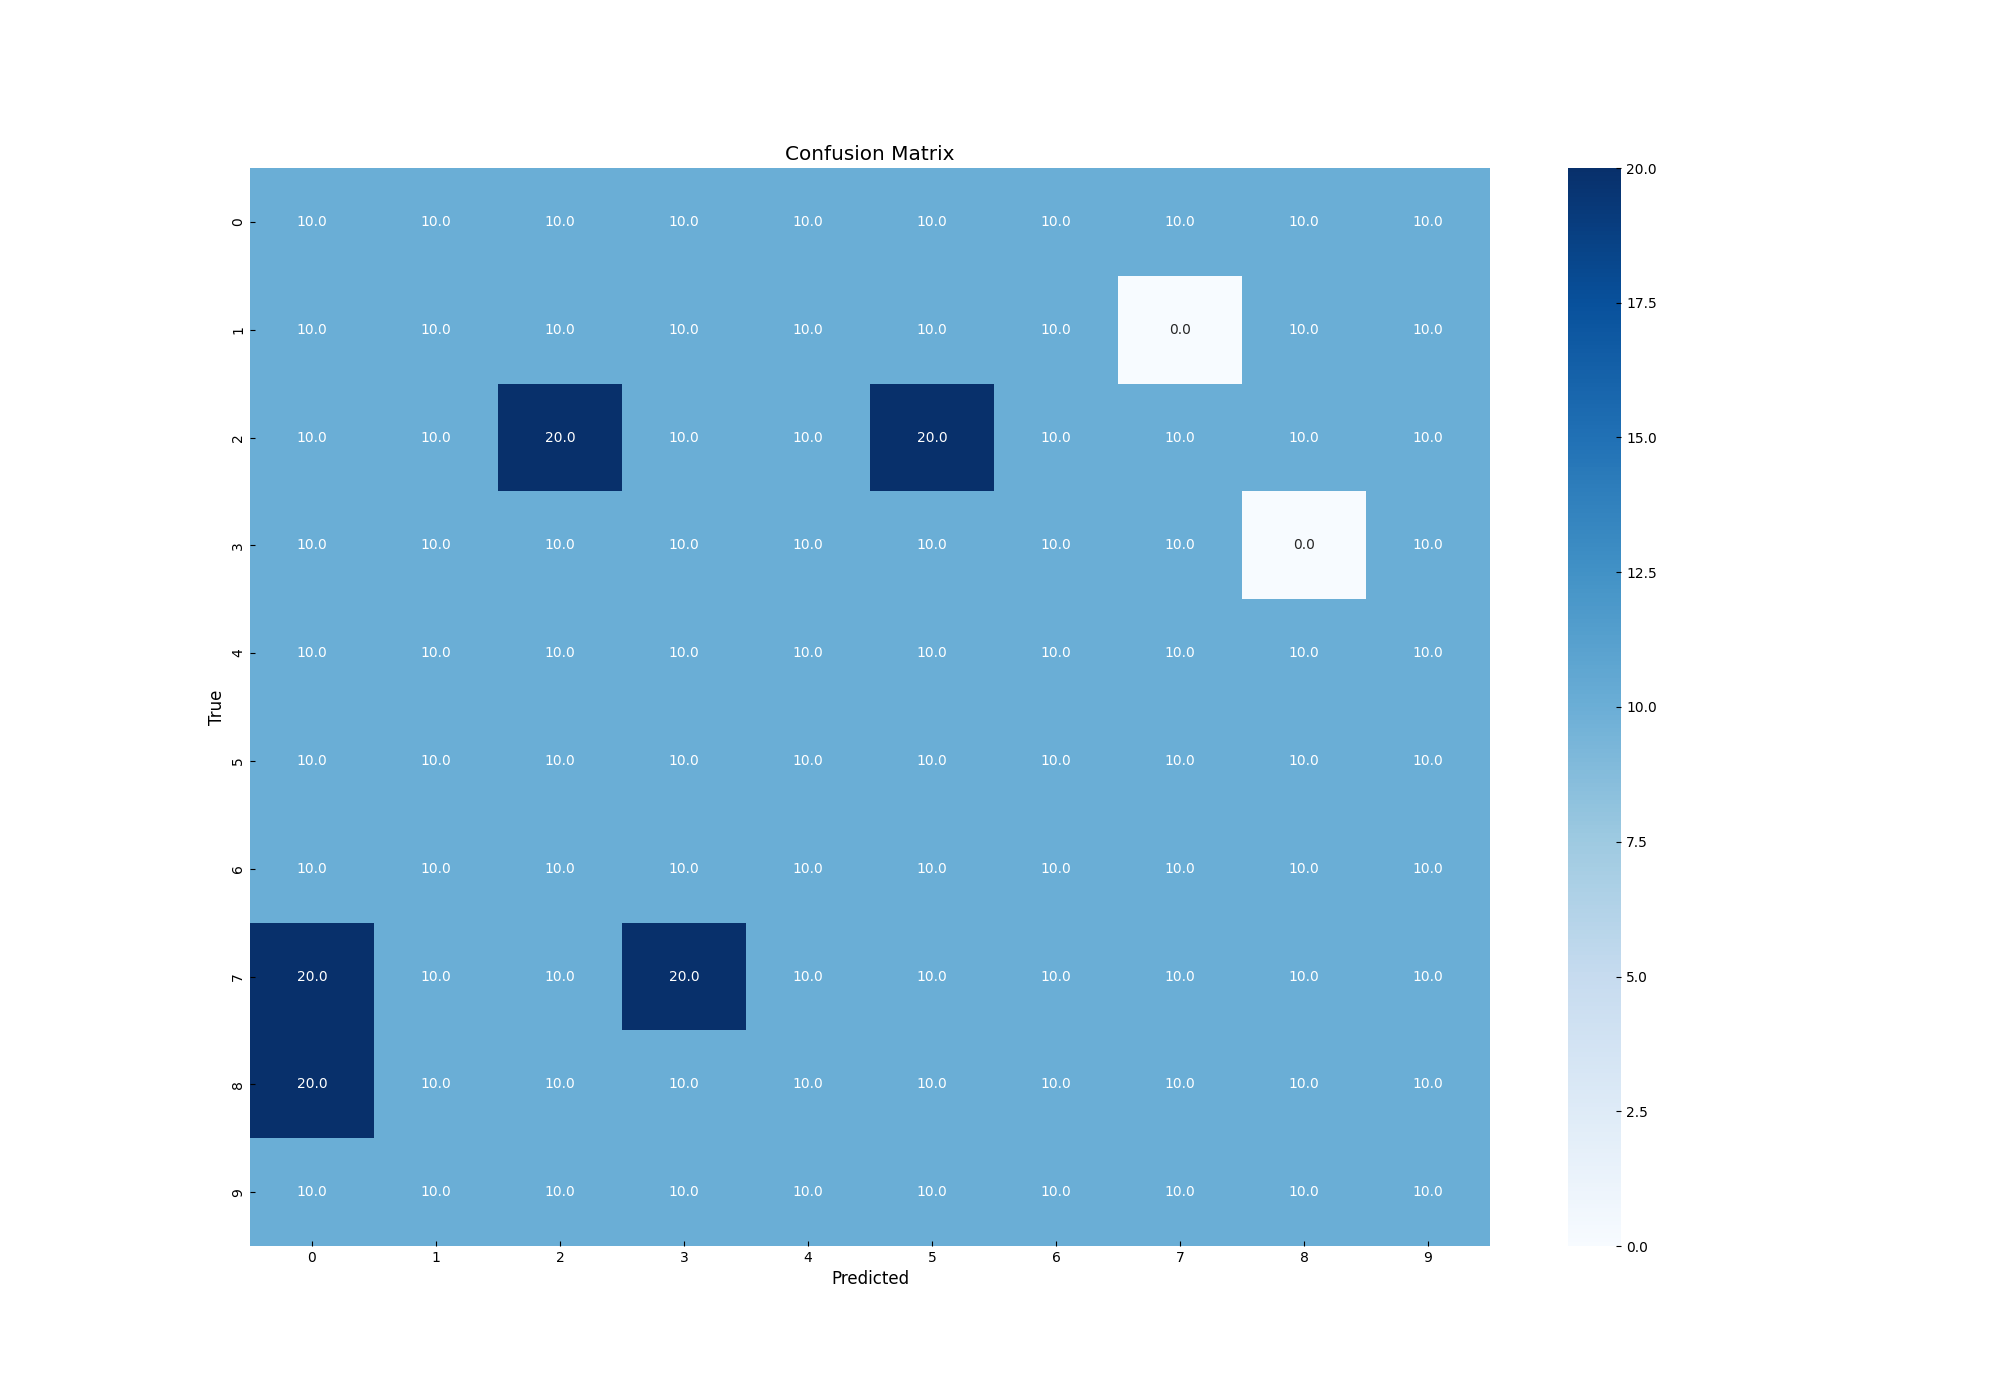 Confusion Matrix
0 10.0 10.0 10.0 10.0 10.0 10.0 10.0 10.0 10.0 10.0
1 10.0 10.0 10.0 10.0 10.0 10.0 10.0 0.0 10.0 10.0
2 10.0 10.0 20.0 10.0 10.0 20.0 10.0 10.0 10.0 10.0
3 10.0 10.0 10.0 10.0 10.0 10.0 10.0 10.0 0.0 10.0
4 10.0 10.0 10.0 10.0 10.0 10.0 10.0 10.0 10.0 10.0
True
5 10.0 10.0 10.0 10.0 10.0 10.0 10.0 10.0 10.0 10.0
6 10.0 10.0 10.0 10.0 10.0 10.0 10.0 10.0 10.0 10.0
7 20.0 10.0 10.0 20.0 10.0 10.0 10.0 10.0 10.0 10.0
8 20.0 10.0 10.0 10.0 10.0 10.0 10.0 10.0 10.0 10.0
9 10.0 10.0 10.0 10.0 10.0 10.0 10.0 10.0 10.0 10.0
0 1 2 3 4 5 6 7 8 9
Predicted
20.0
17.5
15.0
12.5
10.0
7.5
5.0
2.5
0.0